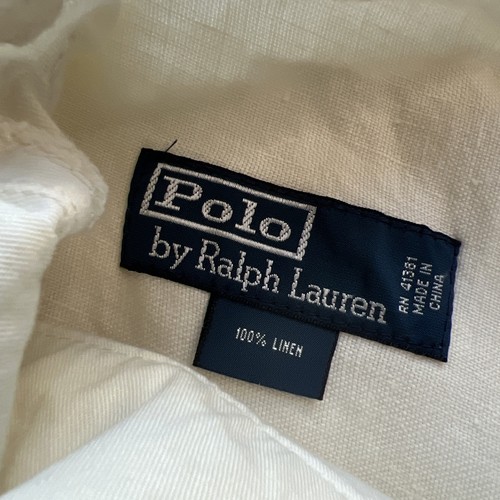 Polo
by Ralph Lauren
RN 41381
MADE IN
CHINA
100% LINEN